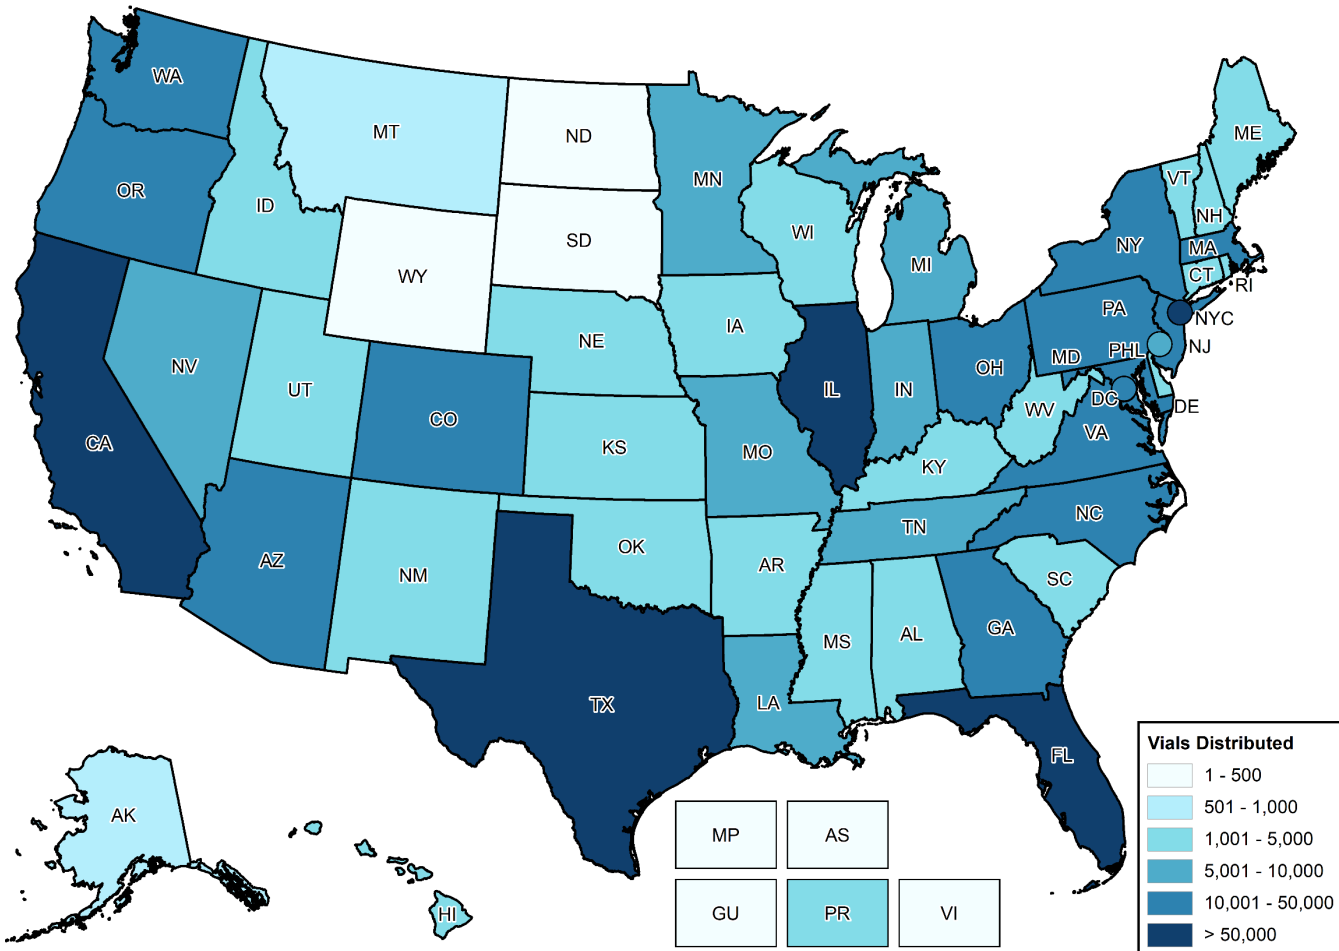 WA
MT
ND
ME
MN
VT
OR
ID
NH
SD
WI
NY
MA
WY
MI
CT
RI
PA
NYC
IA
NE
PHL
NJ
MD
NV
OH
UT
IL
IN
DC
DE
WV
CO
VA
CA
KS
MO
KY
NC
TN
OK
AZ
NM
AR
SC
GA
MS
AL
TX
LA
FL
AK
HI
MP
AS
GU
PR
VI
Vials Distributed
1 - 500
501 - 1,000
1,001 - 5,000
5,001 - 10,000
10,001 - 50,000
> 50,000